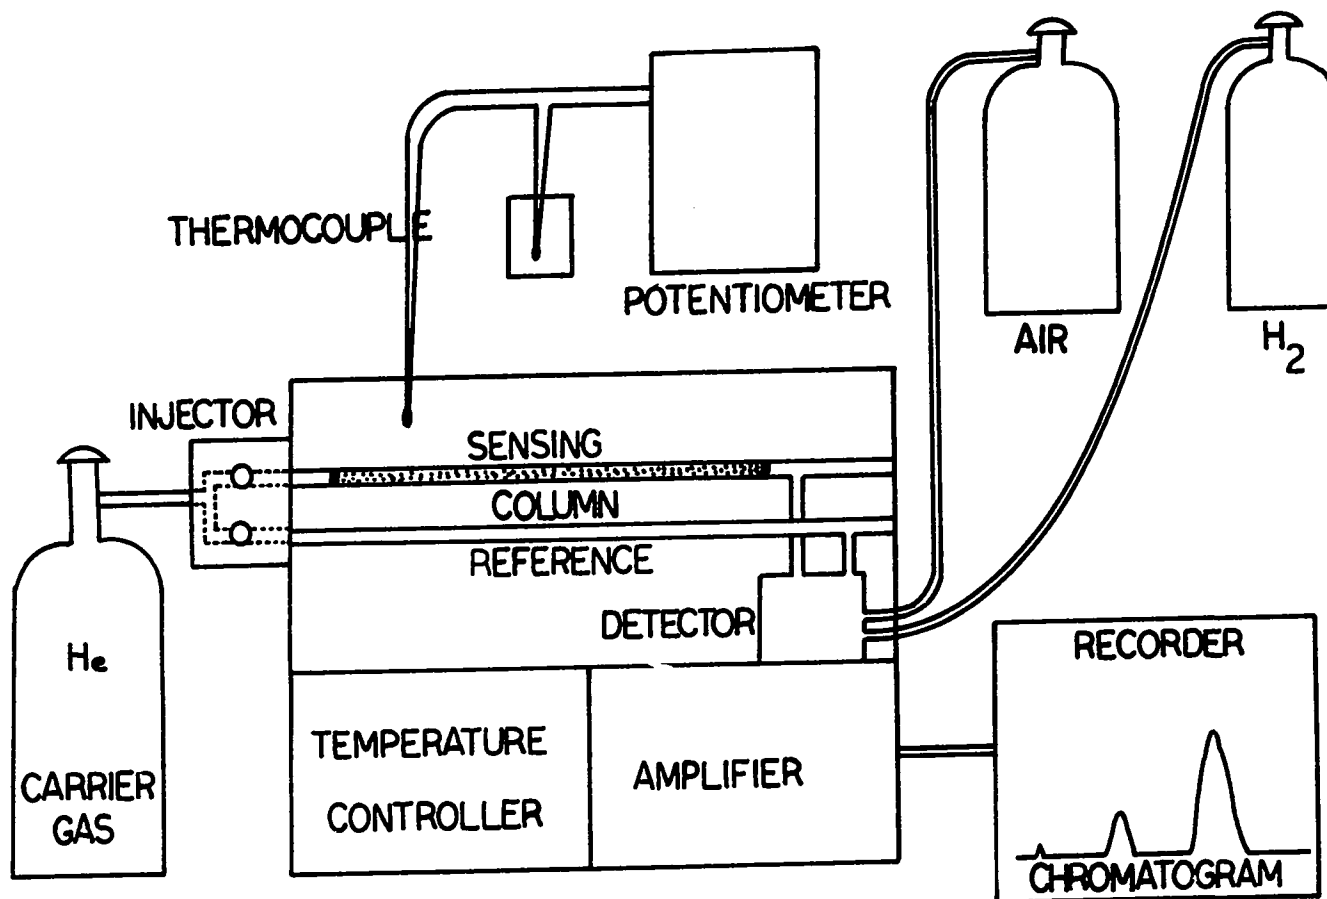 THERMOCOUPLE
POTENTIOMETER
AIR
H2
INJECTOR
SENSING
COLUMN
REFERENCE
DETECTOR
He
CARRIER
GAS
TEMPERATURE
CONTROLLER
AMPLIFIER
RECORDER
CHROMATOGRAM